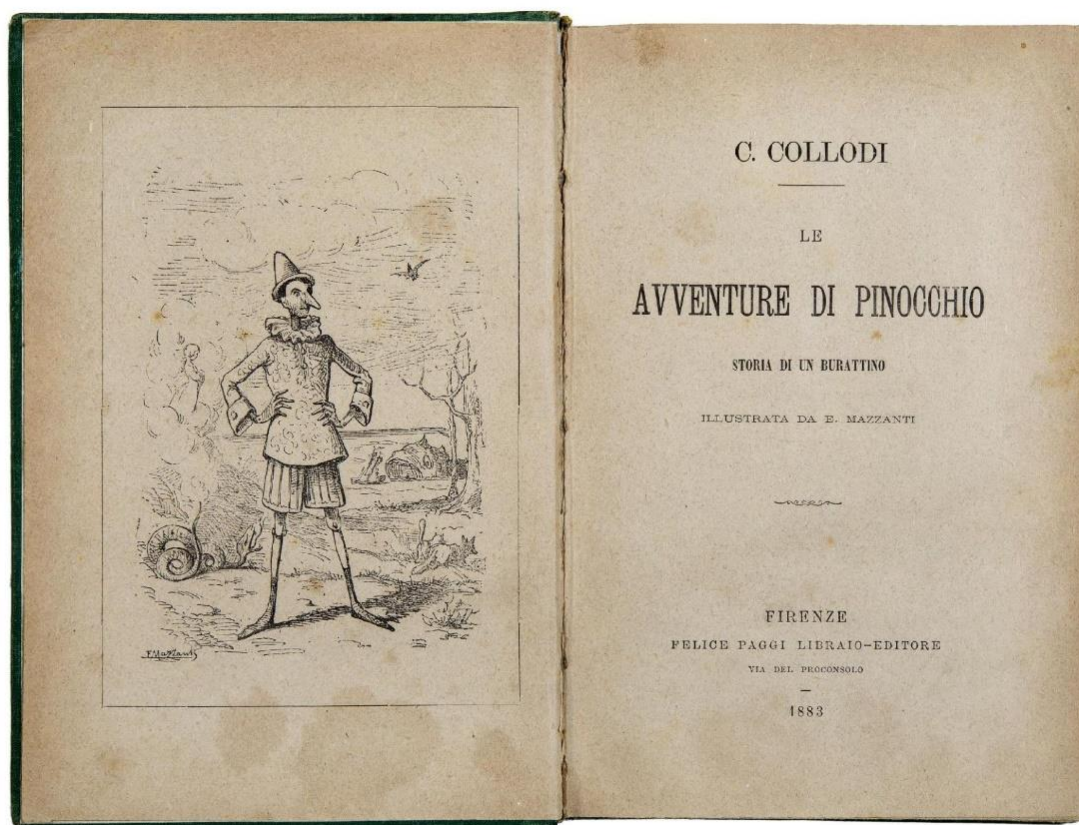 E. Mazzanti
C. COLLODI
LE
AVVENTURE DI PINOCCHIO
STORIA DI UN BURATTINO
ILLUSTRATA DA E. MAZZANTI
FIRENZE
FELICE PAGGI LIBRAIO-EDITORE
VIA DEL PROCONSOLO
1883